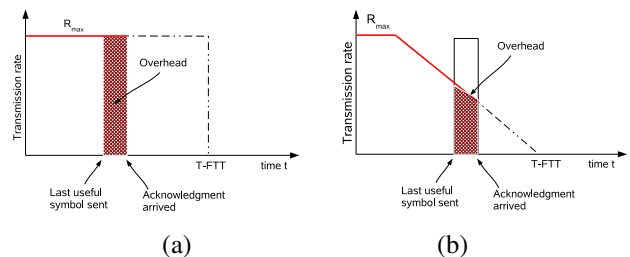 R_max
Transmission rate
Overhead
T-FTT
time t
Last useful
symbol sent
Acknowledgment
arrived
(a)
R_max
Transmission rate
Overhead
T-FTT
time t
Last useful
symbol sent
Acknowledgment
arrived
(b)